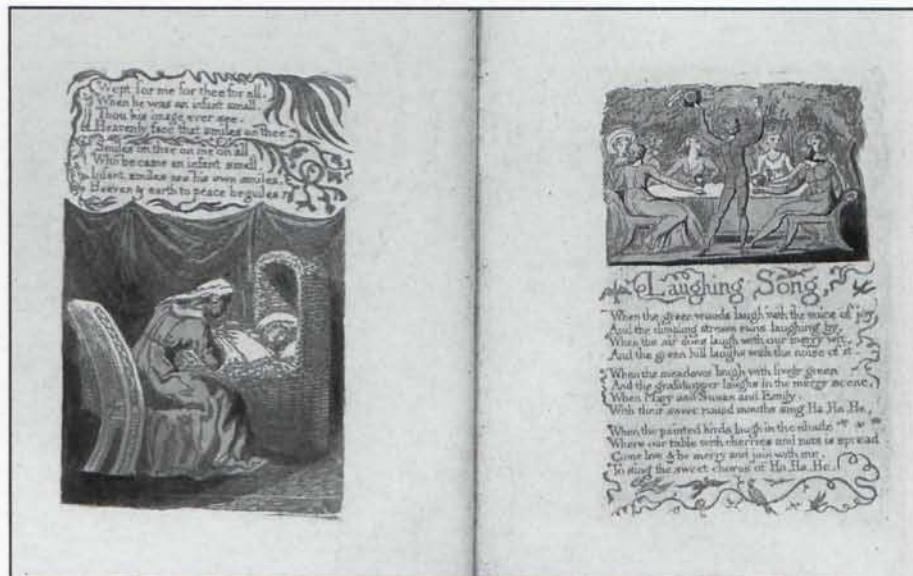 Wept for me for thee for all.
When he was an infant small.
Thou his image ever see.
Heavenly face that smiles on thee.
Smiles on thee on me on all
Who became an infant small
Infant smiles are his own smiles.
Heaven & earth to peace beguiles.
Laughing Song,
When the green woods laugh with the voice of joy
And the dimpling stream runs laughing by,
When the air does laugh with our merry wit,
And the green hill laughs with the noise of it.
When the meadows laugh with lively green
And the grasshopper laughs in the merry scene,
When Mary and Susan and Emily,
With their sweet round mouths sing Ha, Ha, He,
When the painted birds laugh in the shade
Where our table with cherries and nuts is spread
Come live & be merry and join with me,
To sing the sweet chorus of Ha, Ha, He.